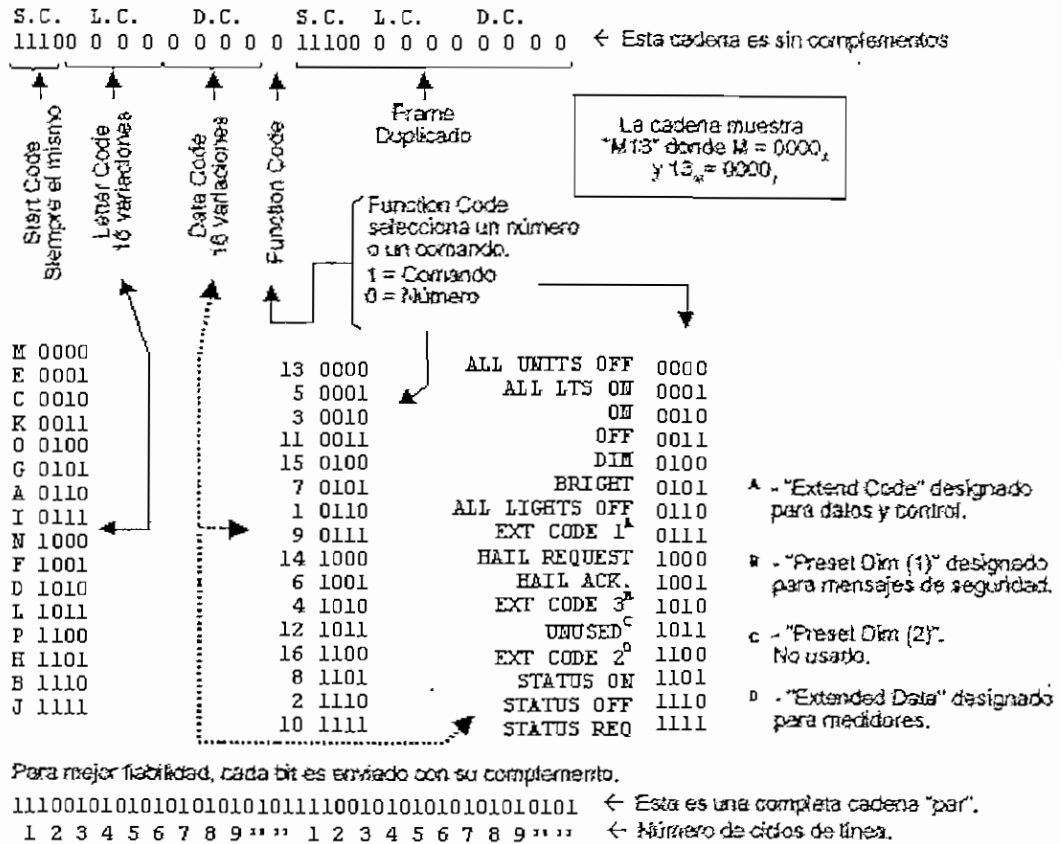 S.C. L.C. D.C. S.C. L.C. D.C.
11100 0 0 0 0 0 0 0 0 0 11100 0 0 0 0 0 0 0 0 ← Esta cadena es sin complementos
Start Code
Siempre el mismo
Letter Code
16 variaciones
Data Code
16 variaciones
Function Code
Frame
Duplicado
La cadena muestra
"M13" donde M = 0000
y 13 = 0000
Function Code
selecciona un número
o un comando.
1 = Comando
0 = Número
M 0000
E 0001
C 0010
K 0011
O 0100
G 0101
A 0110
I 0111
N 1000
F 1001
D 1010
L 1011
P 1100
H 1101
B 1110
J 1111
13 0000
5 0001
3 0010
11 0011
15 0100
7 0101
1 0110
9 0111
14 1000
6 1001
4 1010
12 1011
16 1100
8 1101
2 1110
10 1111
ALL UNITS OFF 0000
ALL LTS ON 0001
ON 0010
OFF 0011
DIM 0100
BRIGHT 0101
ALL LIGHTS OFF 0110
EXT CODE 1 A 0111
HAIL REQUEST 1000
HAIL ACK. 1001
EXT CODE 3 1010
UNUSED C 1011
EXT CODE 2 D 1100
STATUS ON 1101
STATUS OFF 1110
STATUS REQ 1111
A - "Extend Code" designado
para datos y control.
B - "Preset Dim (1)" designado
para mensajes de seguridad.
C - "Preset Dim (2)".
No usado.
D - "Extended Data" designado
para medidores.
Para mejor fiabilidad, cada bit es enviado con su complemento.
11100101010101010101011110010101010101010101 ← Esta es una completa cadena "par".
1 2 3 4 5 6 7 8 9 1 2 3 4 5 6 7 8 9 ← Número de ciclos de línea.